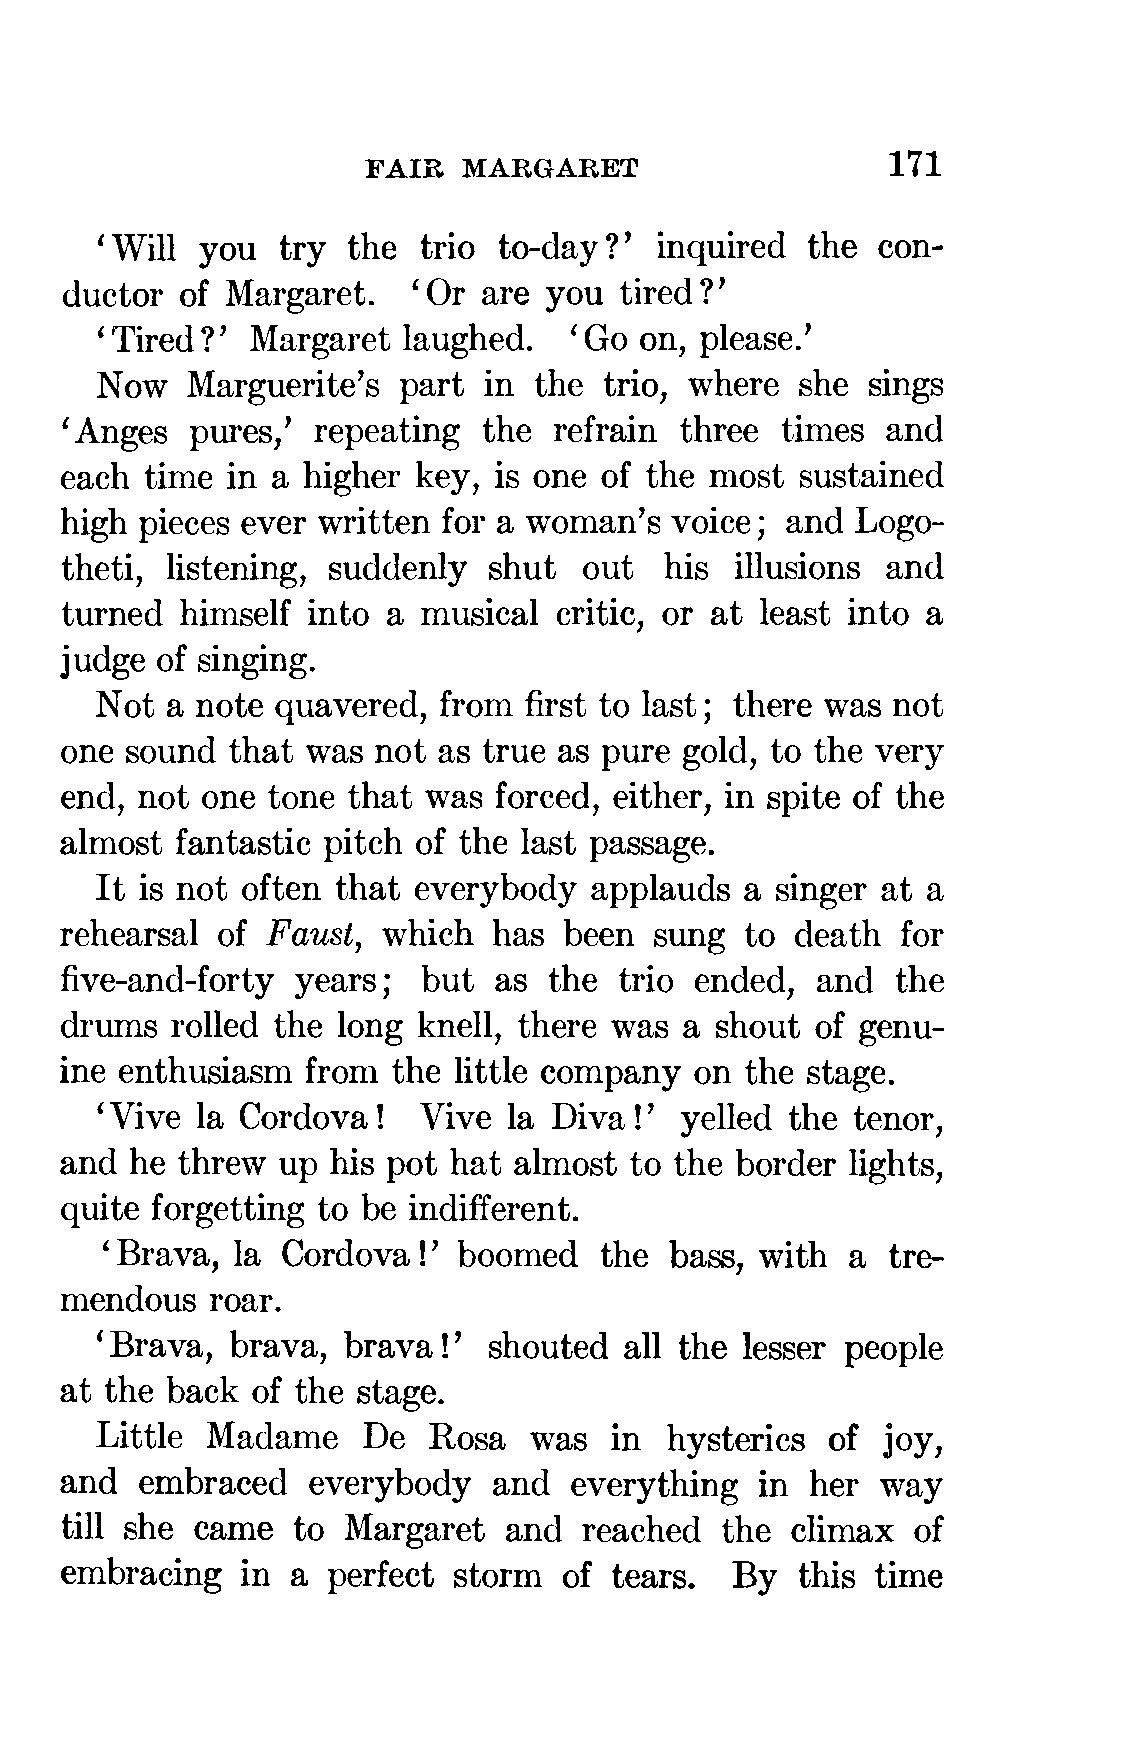 FAIR MARGARET 171
‘Will you try the trio to-day?’ inquired the con-
ductor of Margaret. ‘Or are you tired?’
‘Tired?’ Margaret laughed. ‘Go on, please.’
Now Marguerite’s part in the trio, where she sings
‘Anges pures,’ repeating the refrain three times and
each time in a higher key, is one of the most sustained
high pieces ever written for a woman’s voice; and Logo-
theti, listening, suddenly shut out his illusions and
turned himself into a musical critic, or at least into a
judge of singing.
Not a note quavered, from first to last; there was not
one sound that was not as true as pure gold, to the very
end, not one tone that was forced, either, in spite of the
almost fantastic pitch of the last passage.
It is not often that everybody applauds a singer at a
rehearsal of Faust, which has been sung to death for
five-and-forty years; but as the trio ended, and the
drums rolled the long knell, there was a shout of genu-
ine enthusiasm from the little company on the stage.
‘Vive la Cordova! Vive la Diva!’ yelled the tenor,
and he threw up his pot hat almost to the border lights,
quite forgetting to be indifferent.
‘Brava, la Cordova!’ boomed the bass, with a tre-
mendous roar.
‘Brava, brava, brava!’ shouted all the lesser people
at the back of the stage.
Little Madame De Rosa was in hysterics of joy,
and embraced everybody and everything in her way
till she came to Margaret and reached the climax of
embracing in a perfect storm of tears. By this time